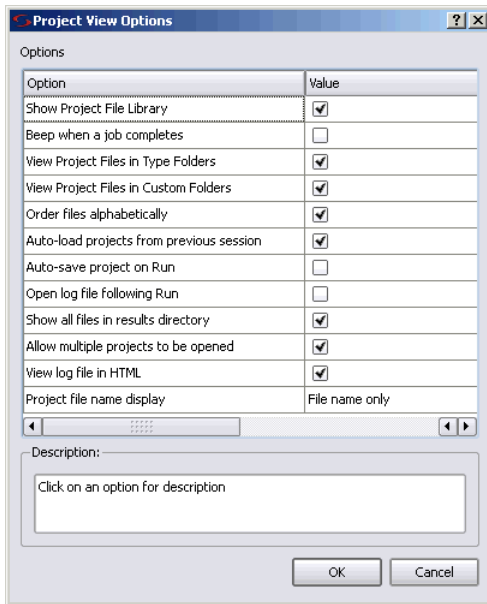 Project View Options
Options
Option Value
Show Project File Library
Beep when a job completes
View Project Files in Type Folders
View Project Files in Custom Folders
Order files alphabetically
Auto-load projects from previous session
Auto-save project on Run
Open log file following Run
Show all files in results directory
Allow multiple projects to be opened
View log file in HTML
Project file name display File name only
Description:
Click on an option for description
OK Cancel